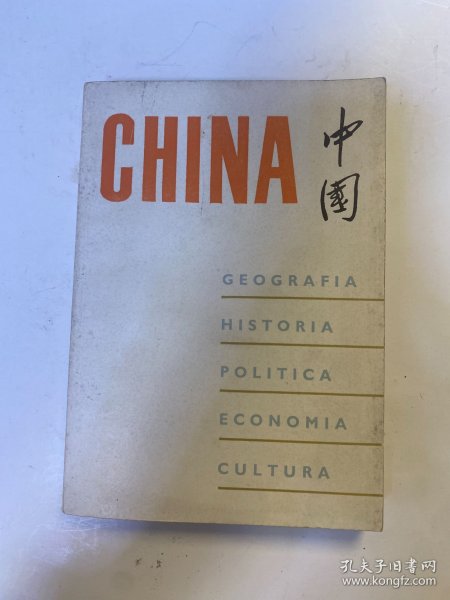 CHINA
中
國
GEOGRAFIA
HISTORIA
POLITICA
ECONOMIA
CULTURA
孔夫子旧书网
www.kongfz.com